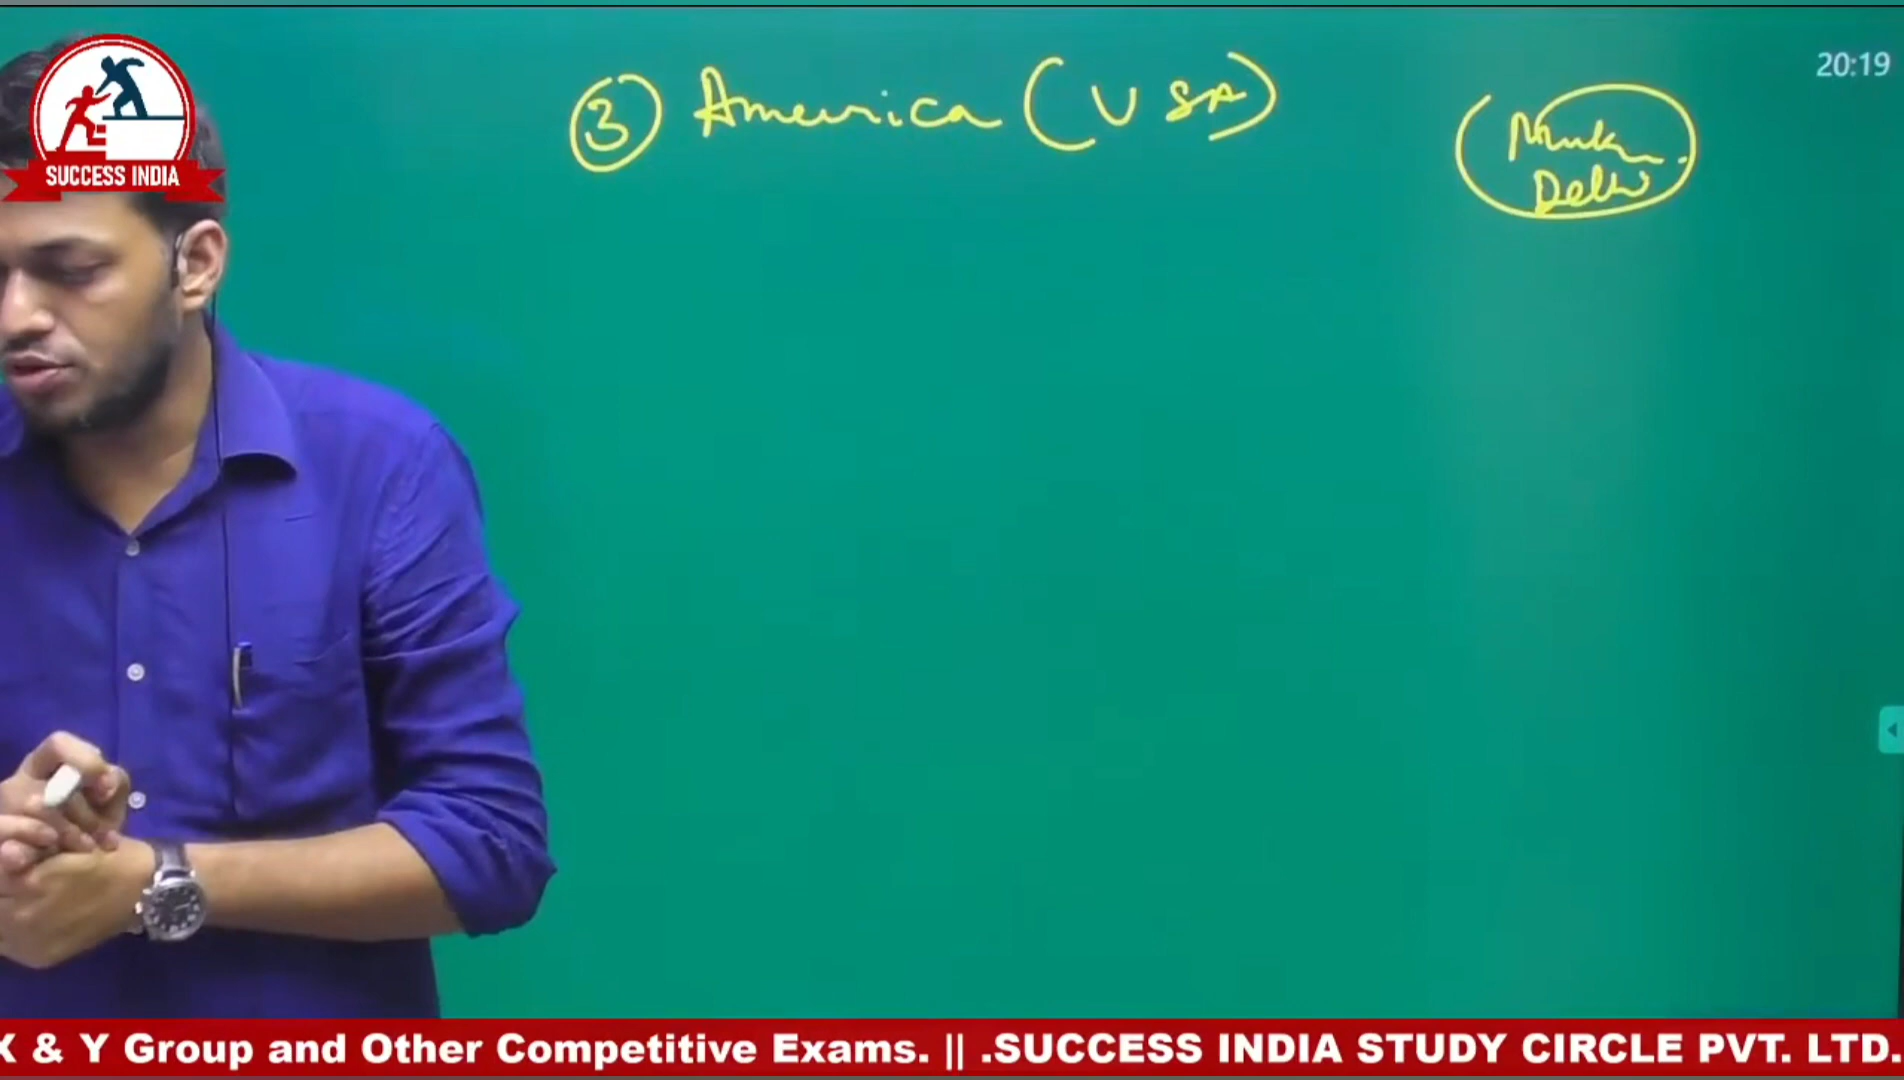 ③ America (USA)
20:19
Delhi
SUCCESS INDIA
X & Y Group and Other Competitive Exams. || .SUCCESS INDIA STUDY CIRCLE PVT. LTD.